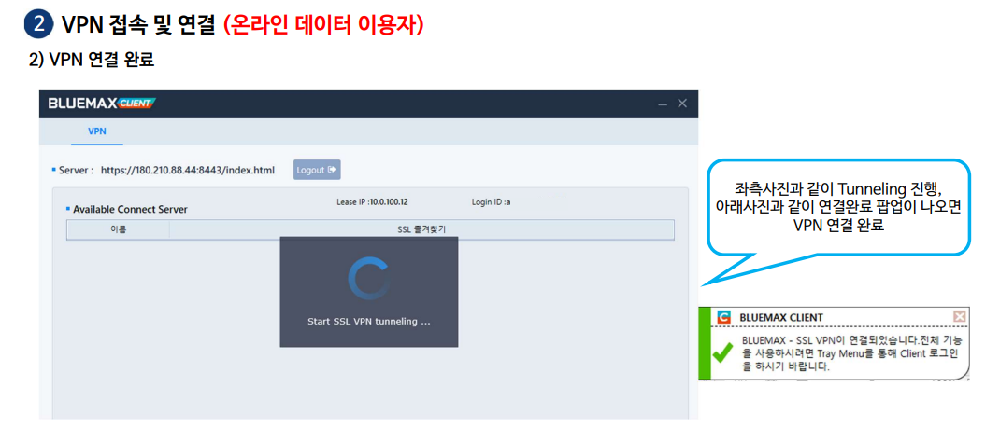 2 VPN 접속 및 연결 (온라인 데이터 이용자)
2) VPN 연결 완료
BLUEMAX CLIENT
VPN
Server : https://180.210.88.44:8443/index.html Logout
Available Connect Server Lease IP :10.0.100.12 Login ID :a
이름 SSL 즐겨찾기
Start SSL VPN tunneling ...
좌측사진과 같이 Tunneling 진행,
아래사진과 같이 연결완료 팝업이 나오면
VPN 연결 완료
BLUEMAX CLIENT
BLUEMAX - SSL VPN이 연결되었습니다.전체 기능
을 사용하시려면 Tray Menu를 통해 Client 로그인
을 하시기 바랍니다.